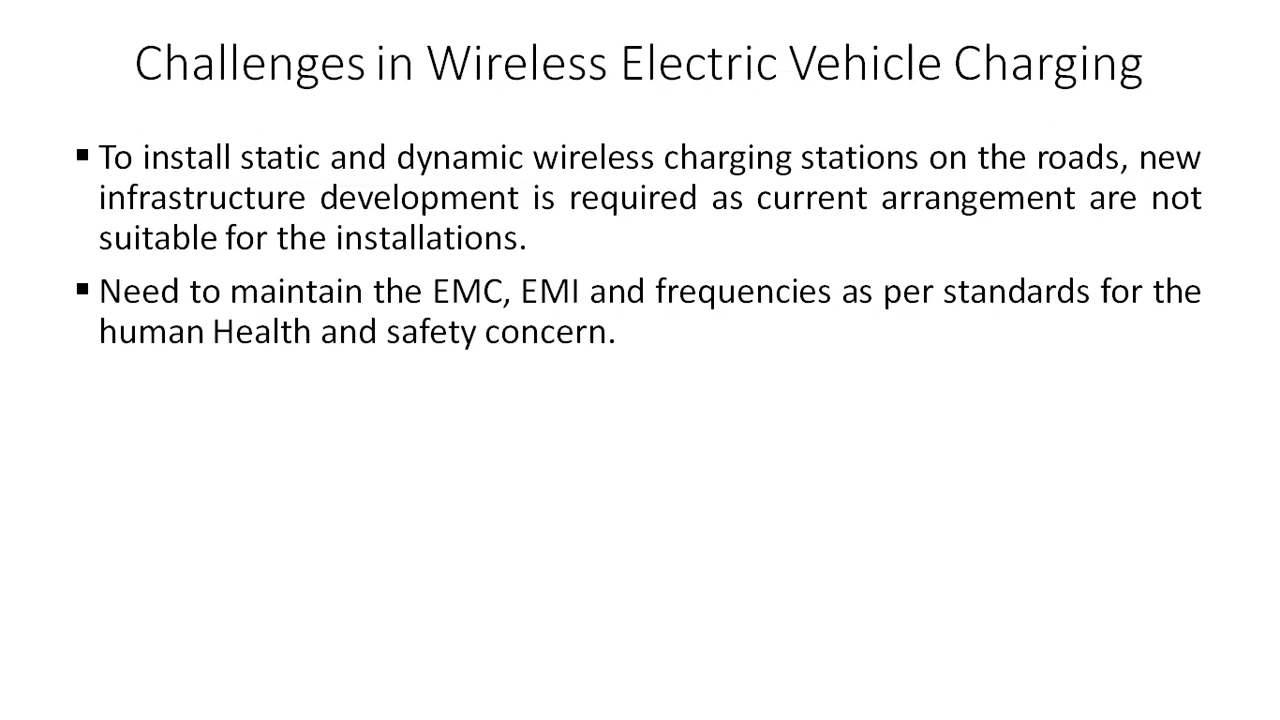 Challenges in Wireless Electric Vehicle Charging
▪ To install static and dynamic wireless charging stations on the roads, new
infrastructure development is required as current arrangement are not
suitable for the installations.
▪ Need to maintain the EMC, EMI and frequencies as per standards for the
human Health and safety concern.